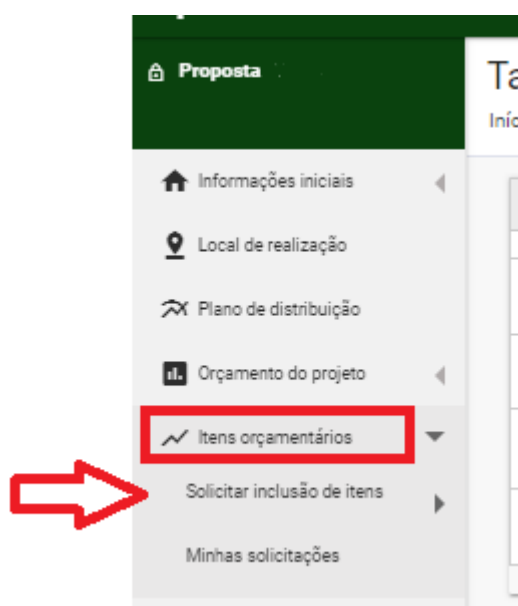 Proposta
Ta
Iníc
Informações iniciais
Local de realização
Plano de distribuição
Orçamento do projeto
Itens orçamentários
Solicitar inclusão de itens
Minhas solicitações